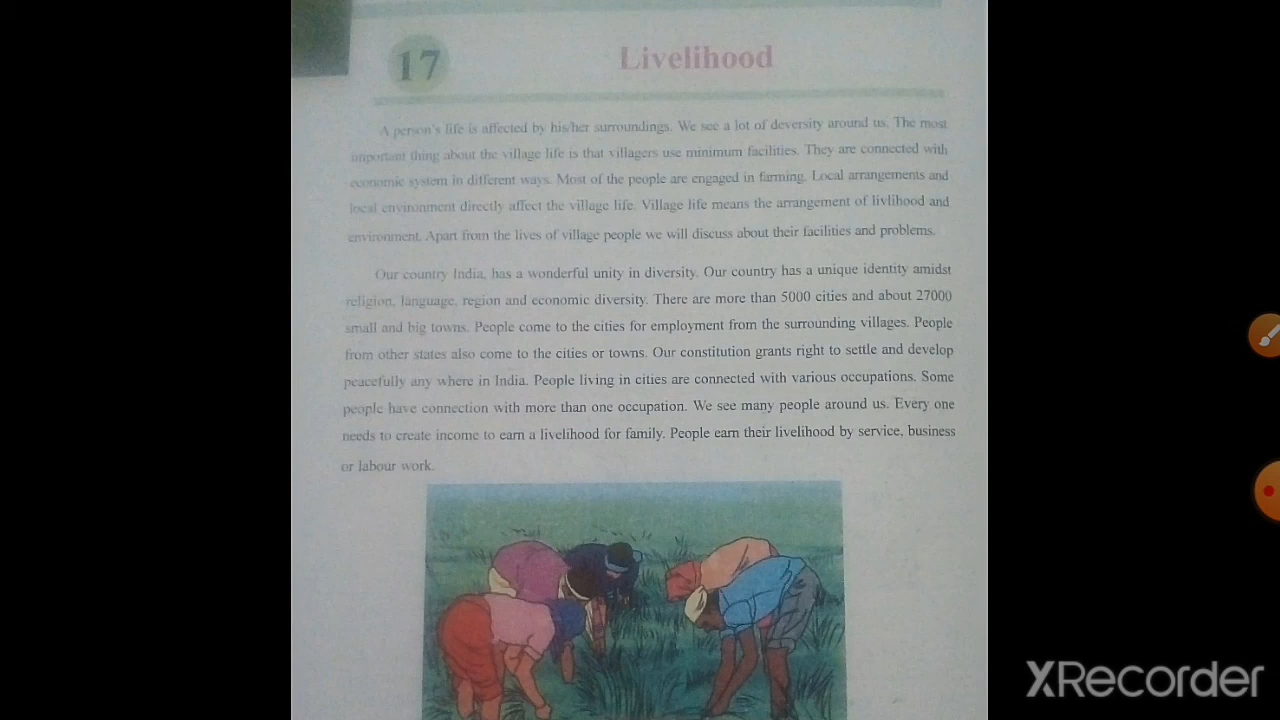 17
Livelihood
A person's life is affected by his/her surroundings. We see a lot of deversity around us. The most
important thing about the village life is that villagers use minimum facilities. They are connected with
economic system in different ways. Most of the people are engaged in farming. Local arrangements and
local environment directly affect the village life. Village life means the arrangement of livlihood and
environment. Apart from the lives of village people we will discuss about their facilities and problems.
Our country India, has a wonderful unity in diversity. Our country has a unique identity amidst
religion, language, region and economic diversity. There are more than 5000 cities and about 27000
small and big towns. People come to the cities for employment from the surrounding villages. People
from other states also come to the cities or towns. Our constitution grants right to settle and develop
peacefully any where in India. People living in cities are connected with various occupations. Some
people have connection with more than one occupation. We see many people around us. Every one
needs to create income to earn a livelihood for family. People earn their livelihood by service, business
or labour work.
XRecorder